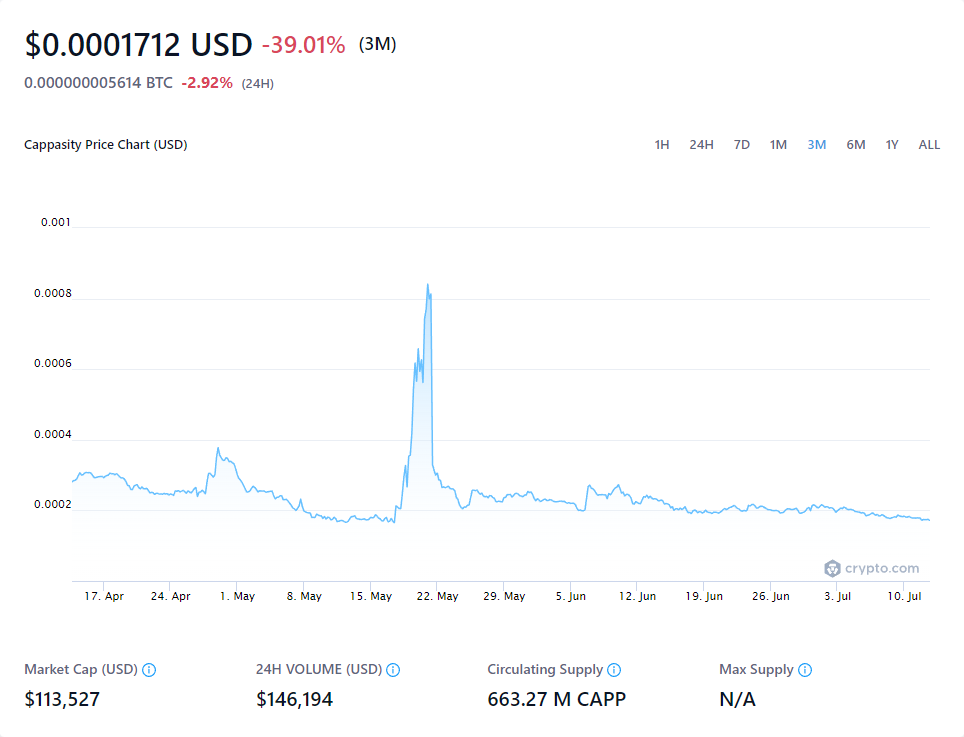 $0.0001712 USD -39.01% (3M)
0.000000005614 BTC -2.92% (24H)
Cappasity Price Chart (USD) 1H 24H 7D 1M 3M 6M 1Y ALL
0.001
0.0008
0.0006
0.0004
0.0002
crypto.com
17. Apr 24. Apr 1. May 8. May 15. May 22. May 29. May 5. Jun 12. Jun 19. Jun 26. Jun 3. Jul 10. Jul
Market Cap (USD) 24H VOLUME (USD) Circulating Supply Max Supply
$113,527 $146,194 663.27 M CAPP N/A